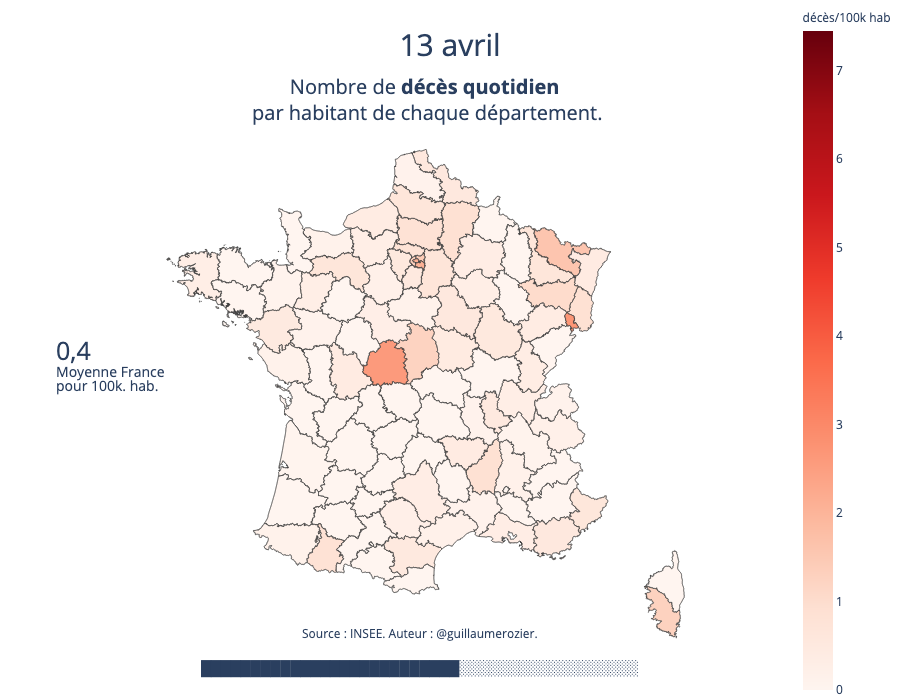 décès/100k hab
13 avril
Nombre de décès quotidien
par habitant de chaque département.
7
6
5
4
3
2
1
0
0,4
Moyenne France
pour 100k. hab.
Source : INSEE. Auteur : @guillaumerozier.